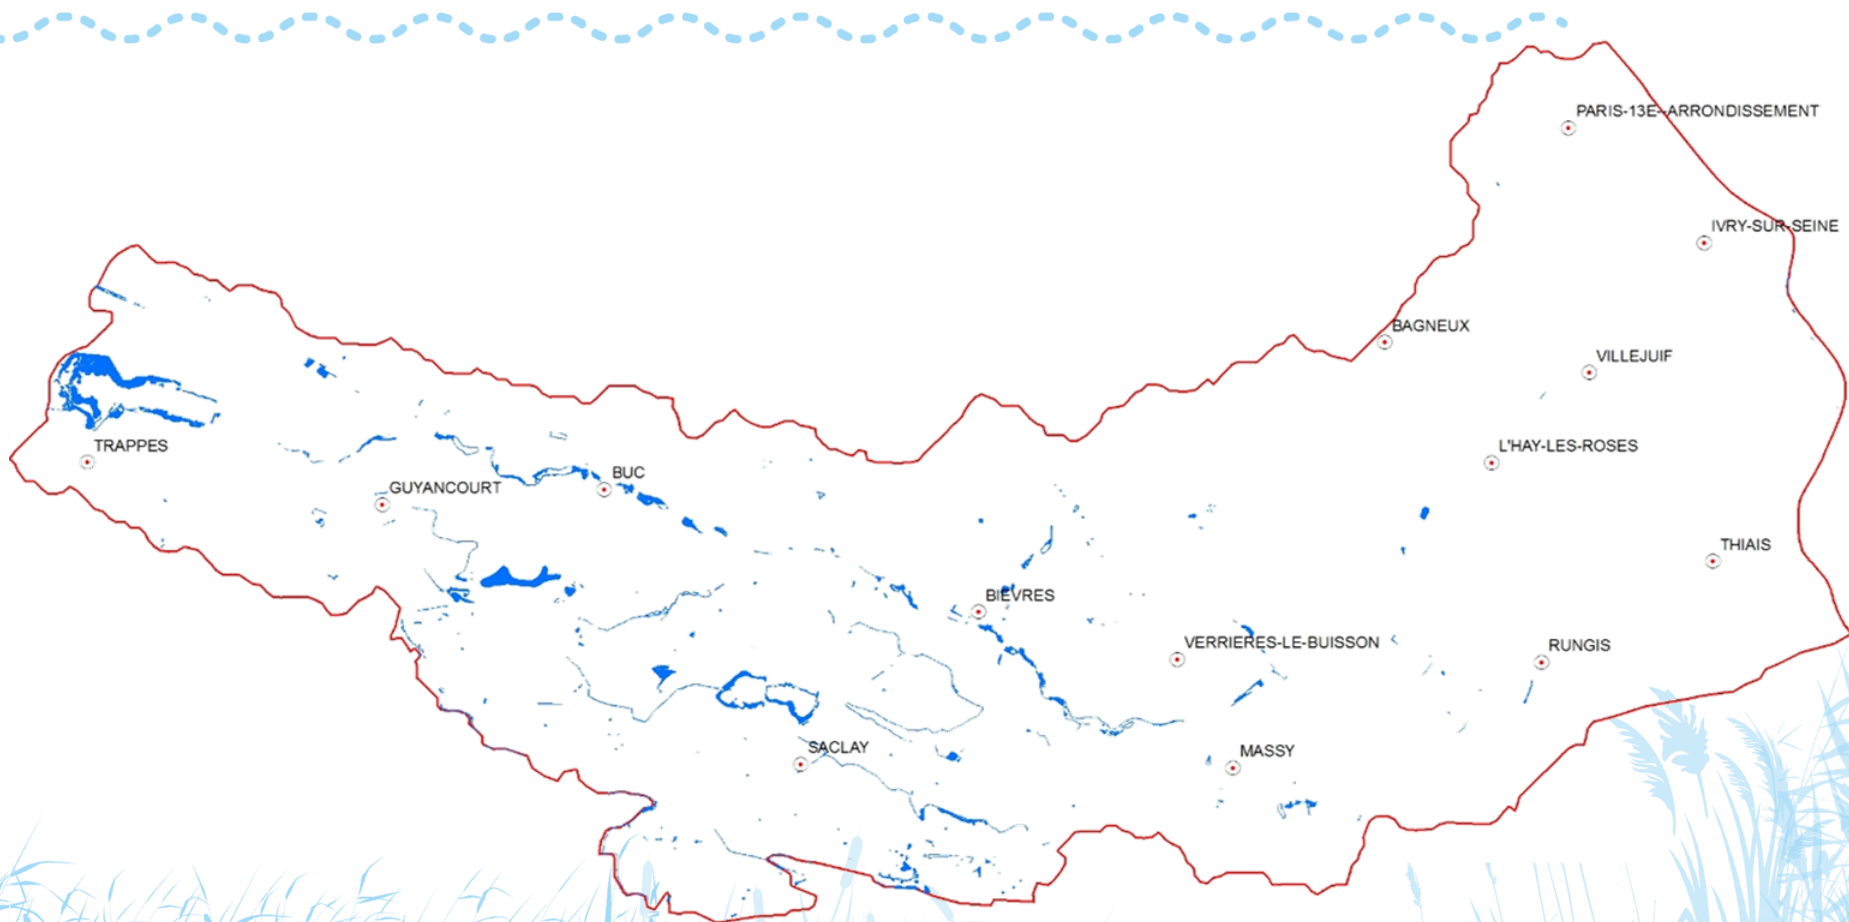 PARIS-13E--ARRONDISSEMENT
IVRY-SUR-SEINE
BAGNEUX
VILLEJUIF
TRAPPES
L'HAY-LES-ROSES
BUC
GUYANCOURT
THIAIS
BIEVRES
VERRIERES-LE-BUISSON
RUNGIS
SACLAY
MASSY